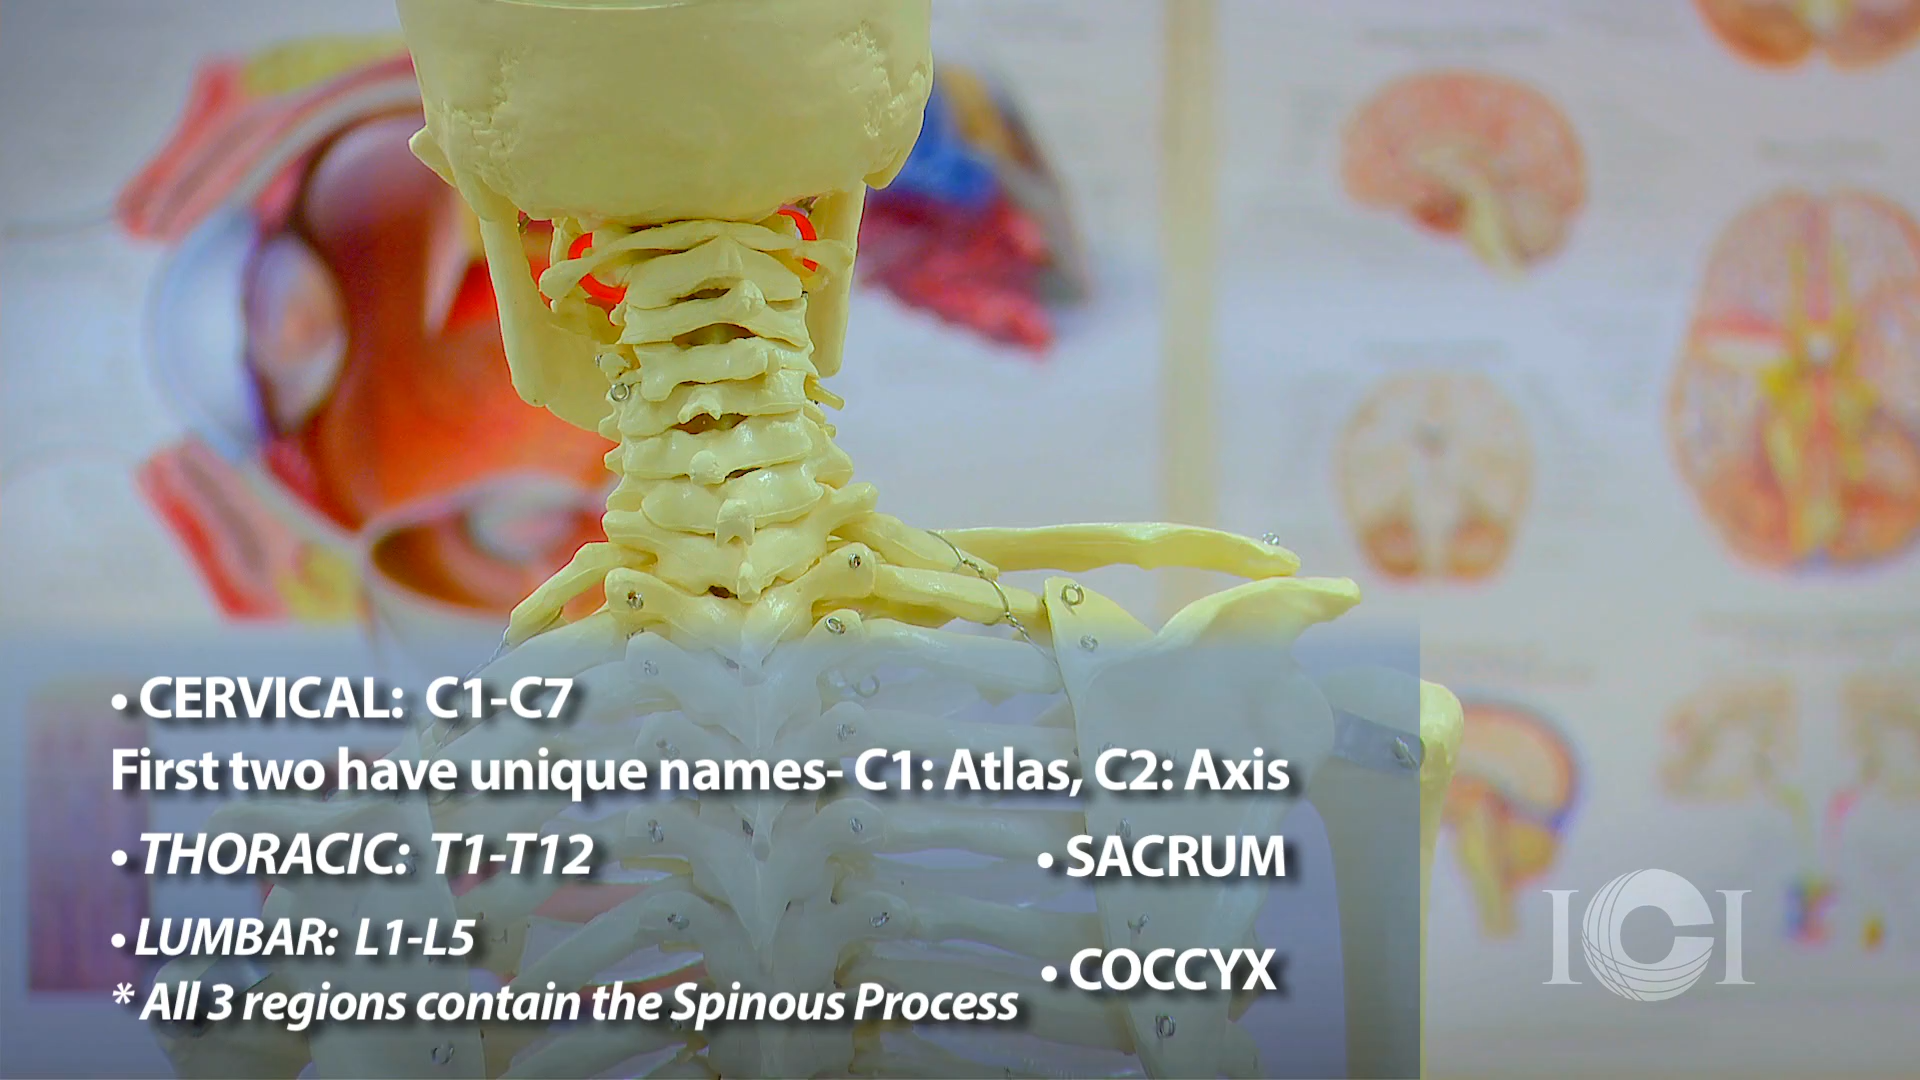 • CERVICAL: C1-C7
First two have unique names- C1: Atlas, C2: Axis
• THORACIC: T1-T12
• LUMBAR: L1-L5
* All 3 regions contain the Spinous Process
• SACRUM
• COCCYX
ICI